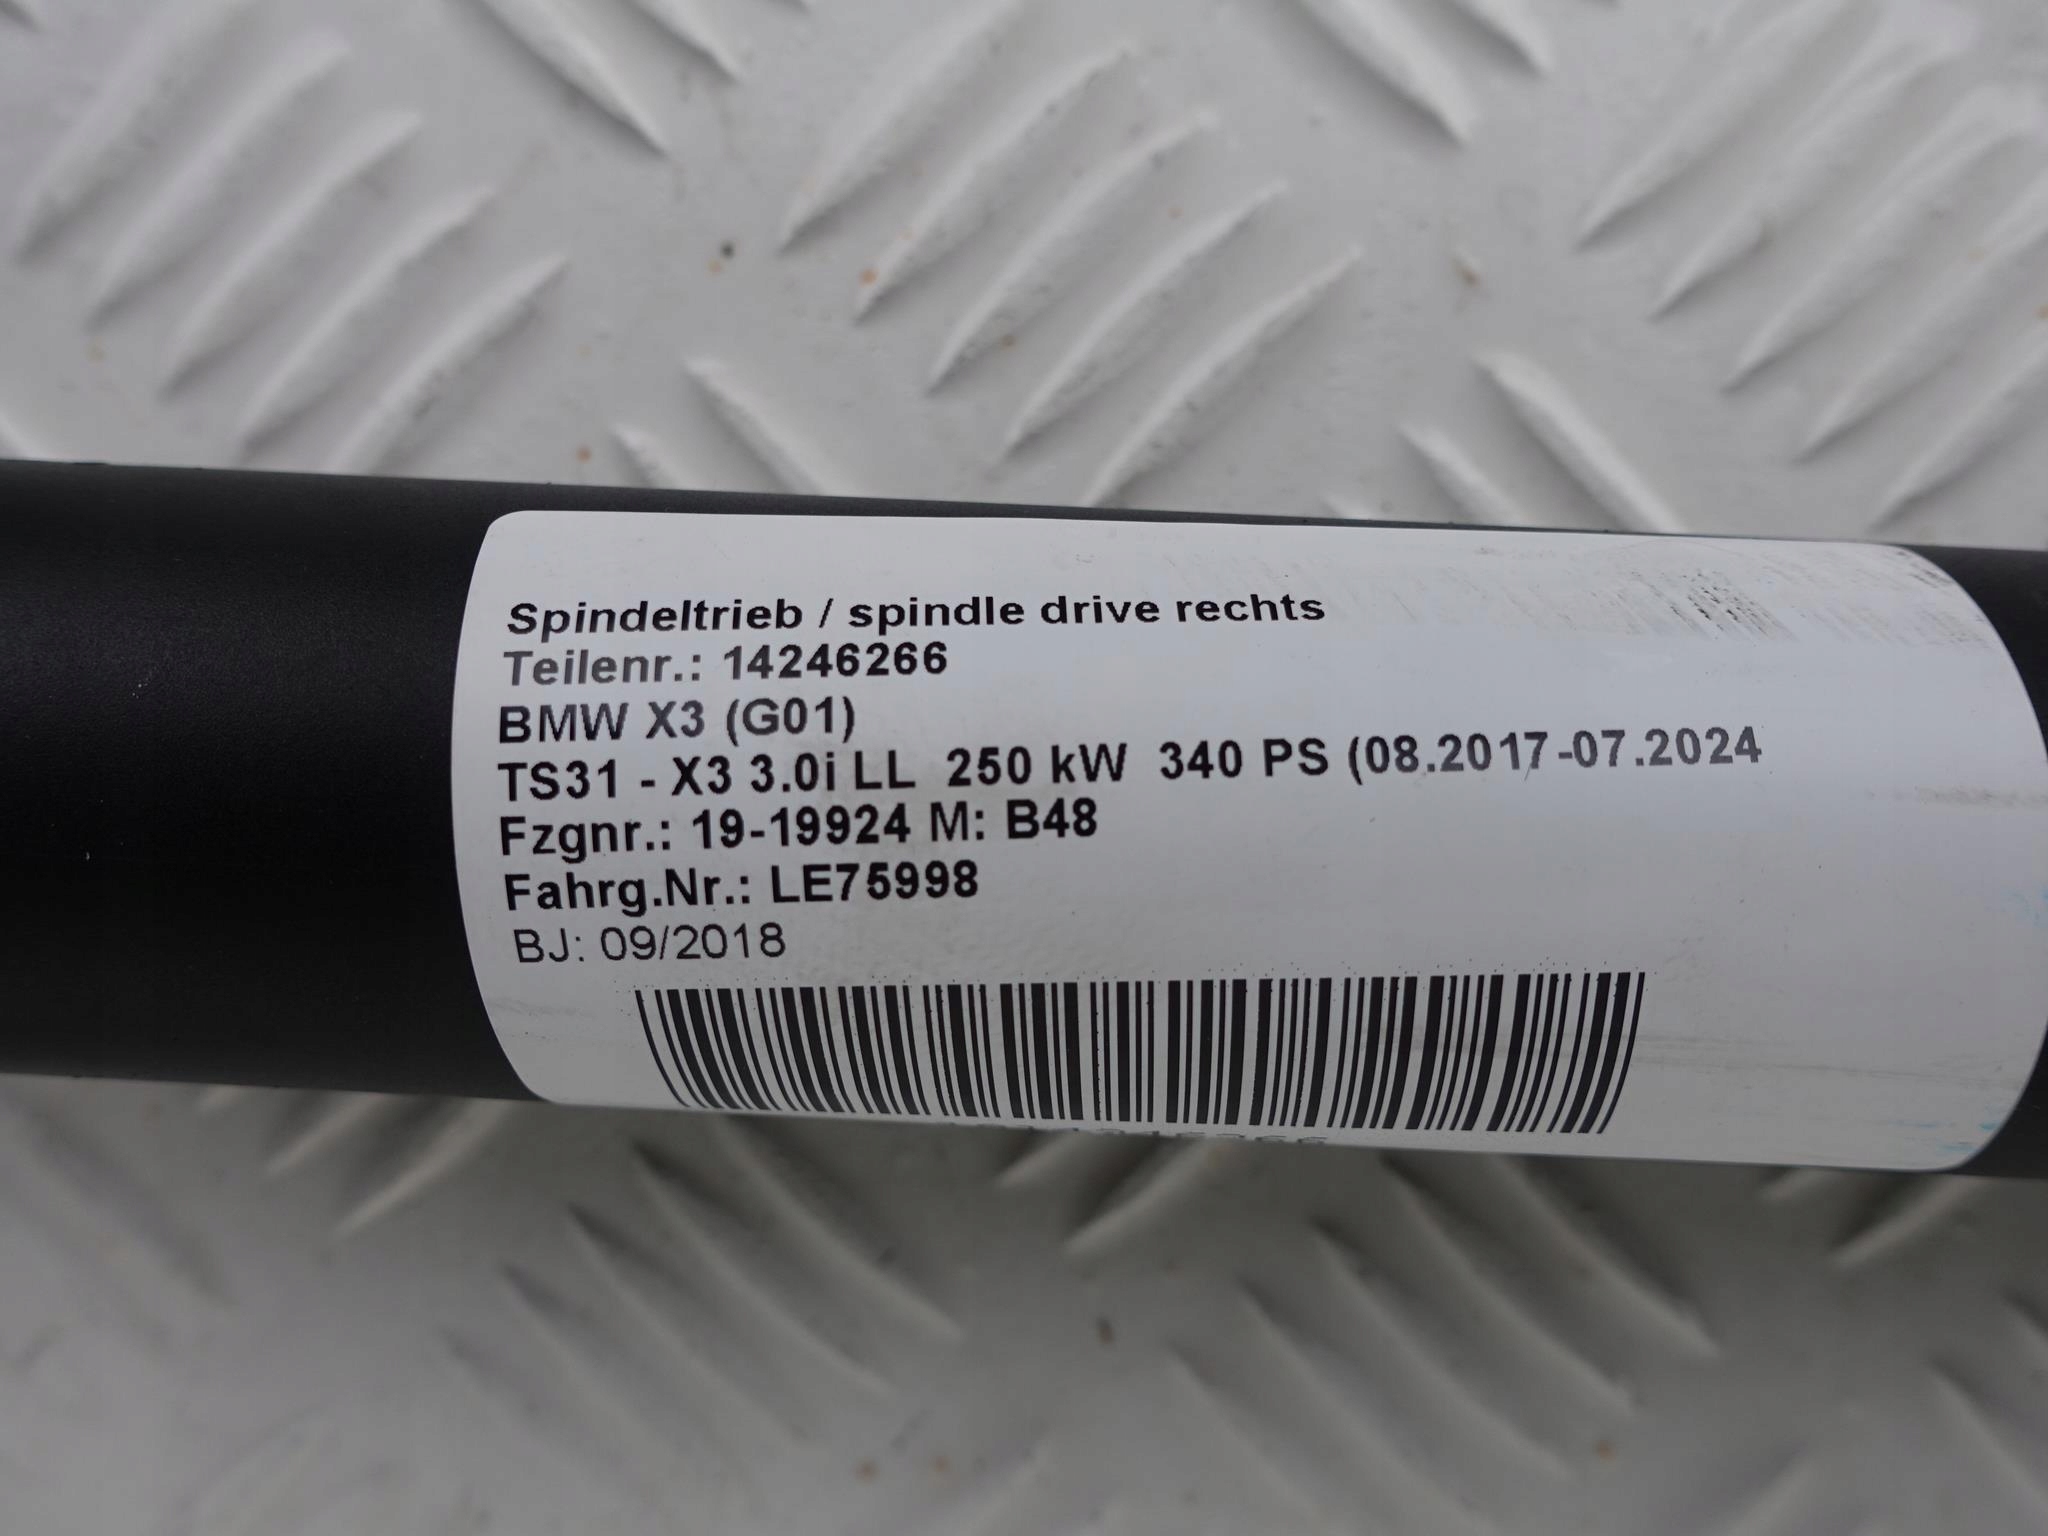 Spindeltrieb / spindle drive rechts
Teilenr.: 14246266
BMW X3 (G01)
TS31 - X3 3.0i LL 250 kW 340 PS (08.2017-07.2024
Fzgnr.: 19-19924 M: B48
Fahrg.Nr.: LE75998
BJ: 09/2018